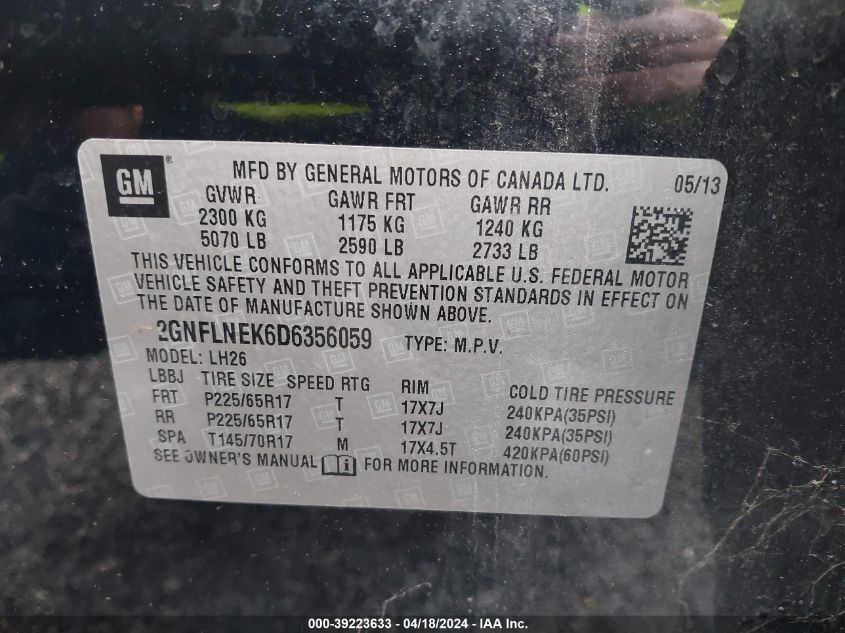 GM ®
MFD BY GENERAL MOTORS OF CANADA LTD. 05/13
GVWR GAWR FRT GAWR RR
2300 KG 1175 KG 1240 KG
5070 LB 2590 LB 2733 LB
THIS VEHICLE CONFORMS TO ALL APPLICABLE U.S. FEDERAL MOTOR
VEHICLE SAFETY AND THEFT PREVENTION STANDARDS IN EFFECT ON
THE DATE OF MANUFACTURE SHOWN ABOVE.
2GNFLNEK6D6356059 TYPE: M.P.V.
MODEL: LH26
LBBJ TIRE SIZE SPEED RTG RIM COLD TIRE PRESSURE
FRT P225/65R17 T 17X7J 240KPA(35PSI)
RR P225/65R17 T 17X7J 240KPA(35PSI)
SPA T145/70R17 M 17X4.5T 420KPA(60PSI)
SEE OWNER'S MANUAL FOR MORE INFORMATION.
000-39223633 - 04/18/2024 - IAA Inc.